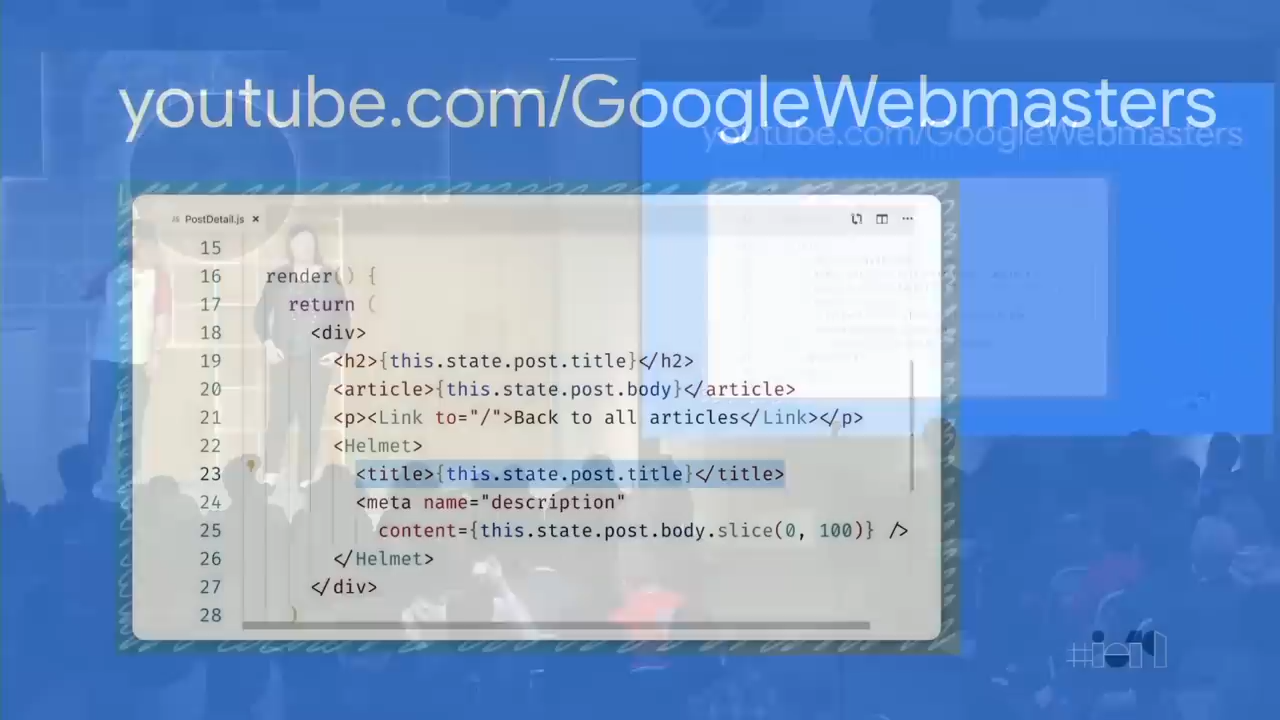 youtube.com/GoogleWebmasters
youtube.com/GoogleWebmasters
JS PostDetail.js ×
15
16 render() {
17 return (
18 <div>
19 <h2>{this.state.post.title}</h2>
20 <article>{this.state.post.body}</article>
21 <p><Link to="/">Back to all articles</Link></p>
22 <Helmet>
23 <title>{this.state.post.title}</title>
24 <meta name="description"
25 content={this.state.post.body.slice(0, 100)} />
26 </Helmet>
27 </div>
28 )
#io19